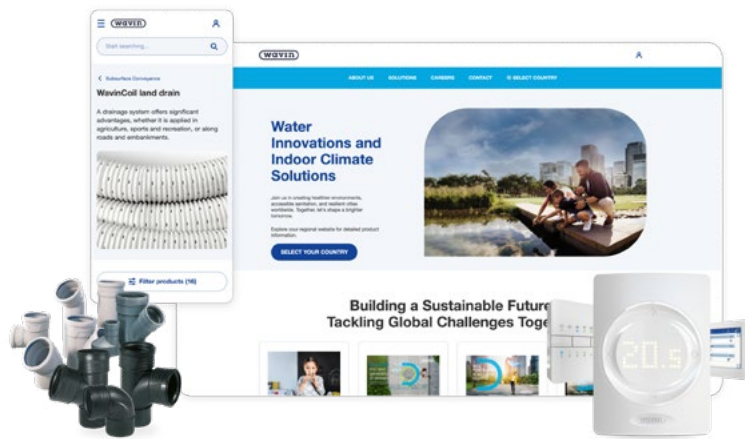 wavin
Start searching...
Subsurface Conveyance
WavinCoil land drain
A drainage system offers significant
advantages, whether it is applied in
agriculture, sports and recreation, or along
roads and embankments.
Filter products (16)
wavin
ABOUT US SOLUTIONS CAREERS CONTACT SELECT COUNTRY
Water
Innovations and
Indoor Climate
Solutions
Join us in creating healthier environments,
accessible sanitation, and resilient cities
worldwide. Together, let's shape a brighter
tomorrow.
Explore your regional website for detailed product
information.
SELECT YOUR COUNTRY
Building a Sustainable Future
Tackling Global Challenges Toge
20.5
wavin